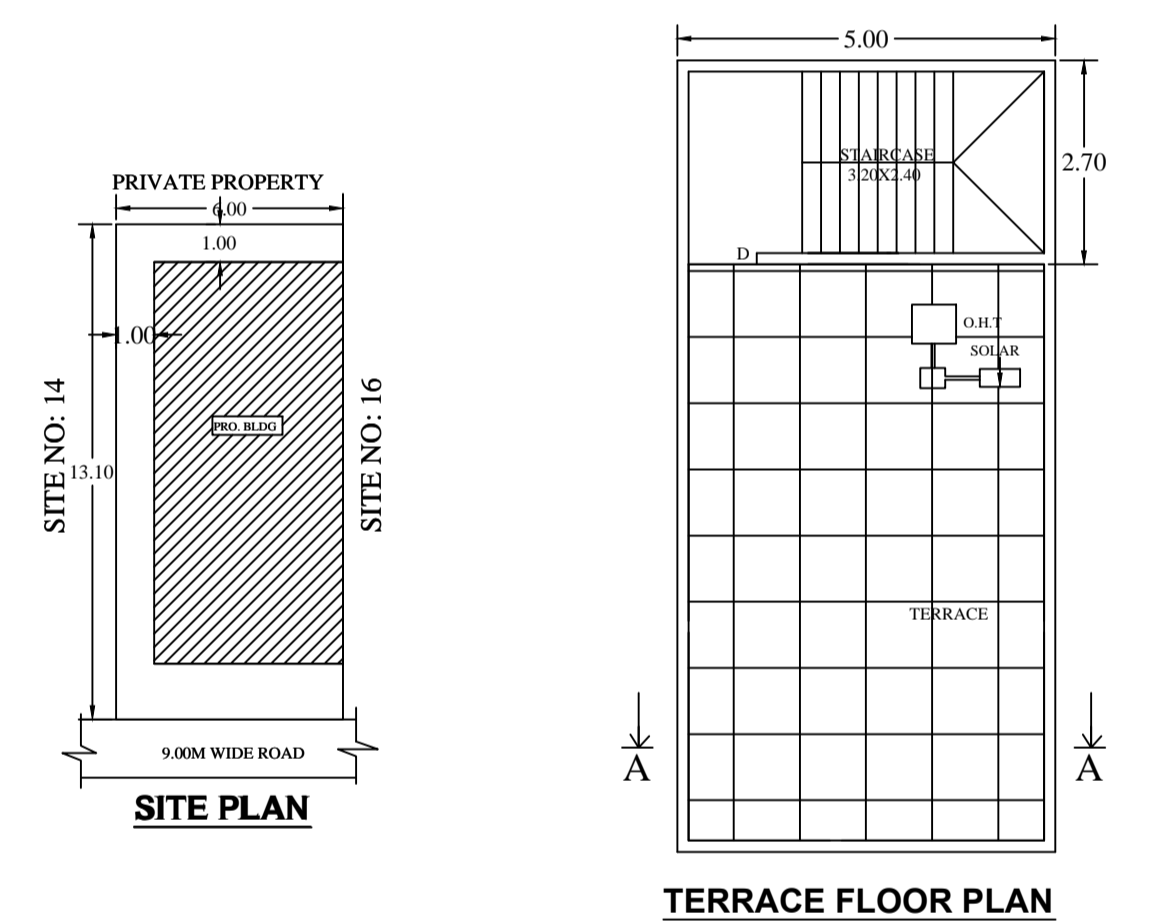 PRIVATE PROPERTY
6.00
1.00
1.00
SITE NO: 14
13.10
PRO. BLDG
SITE NO: 16
9.00M WIDE ROAD
SITE PLAN
5.00
STAIRCASE
3.20X2.40
2.70
D
O.H.T
SOLAR
TERRACE
A
A
TERRACE FLOOR PLAN